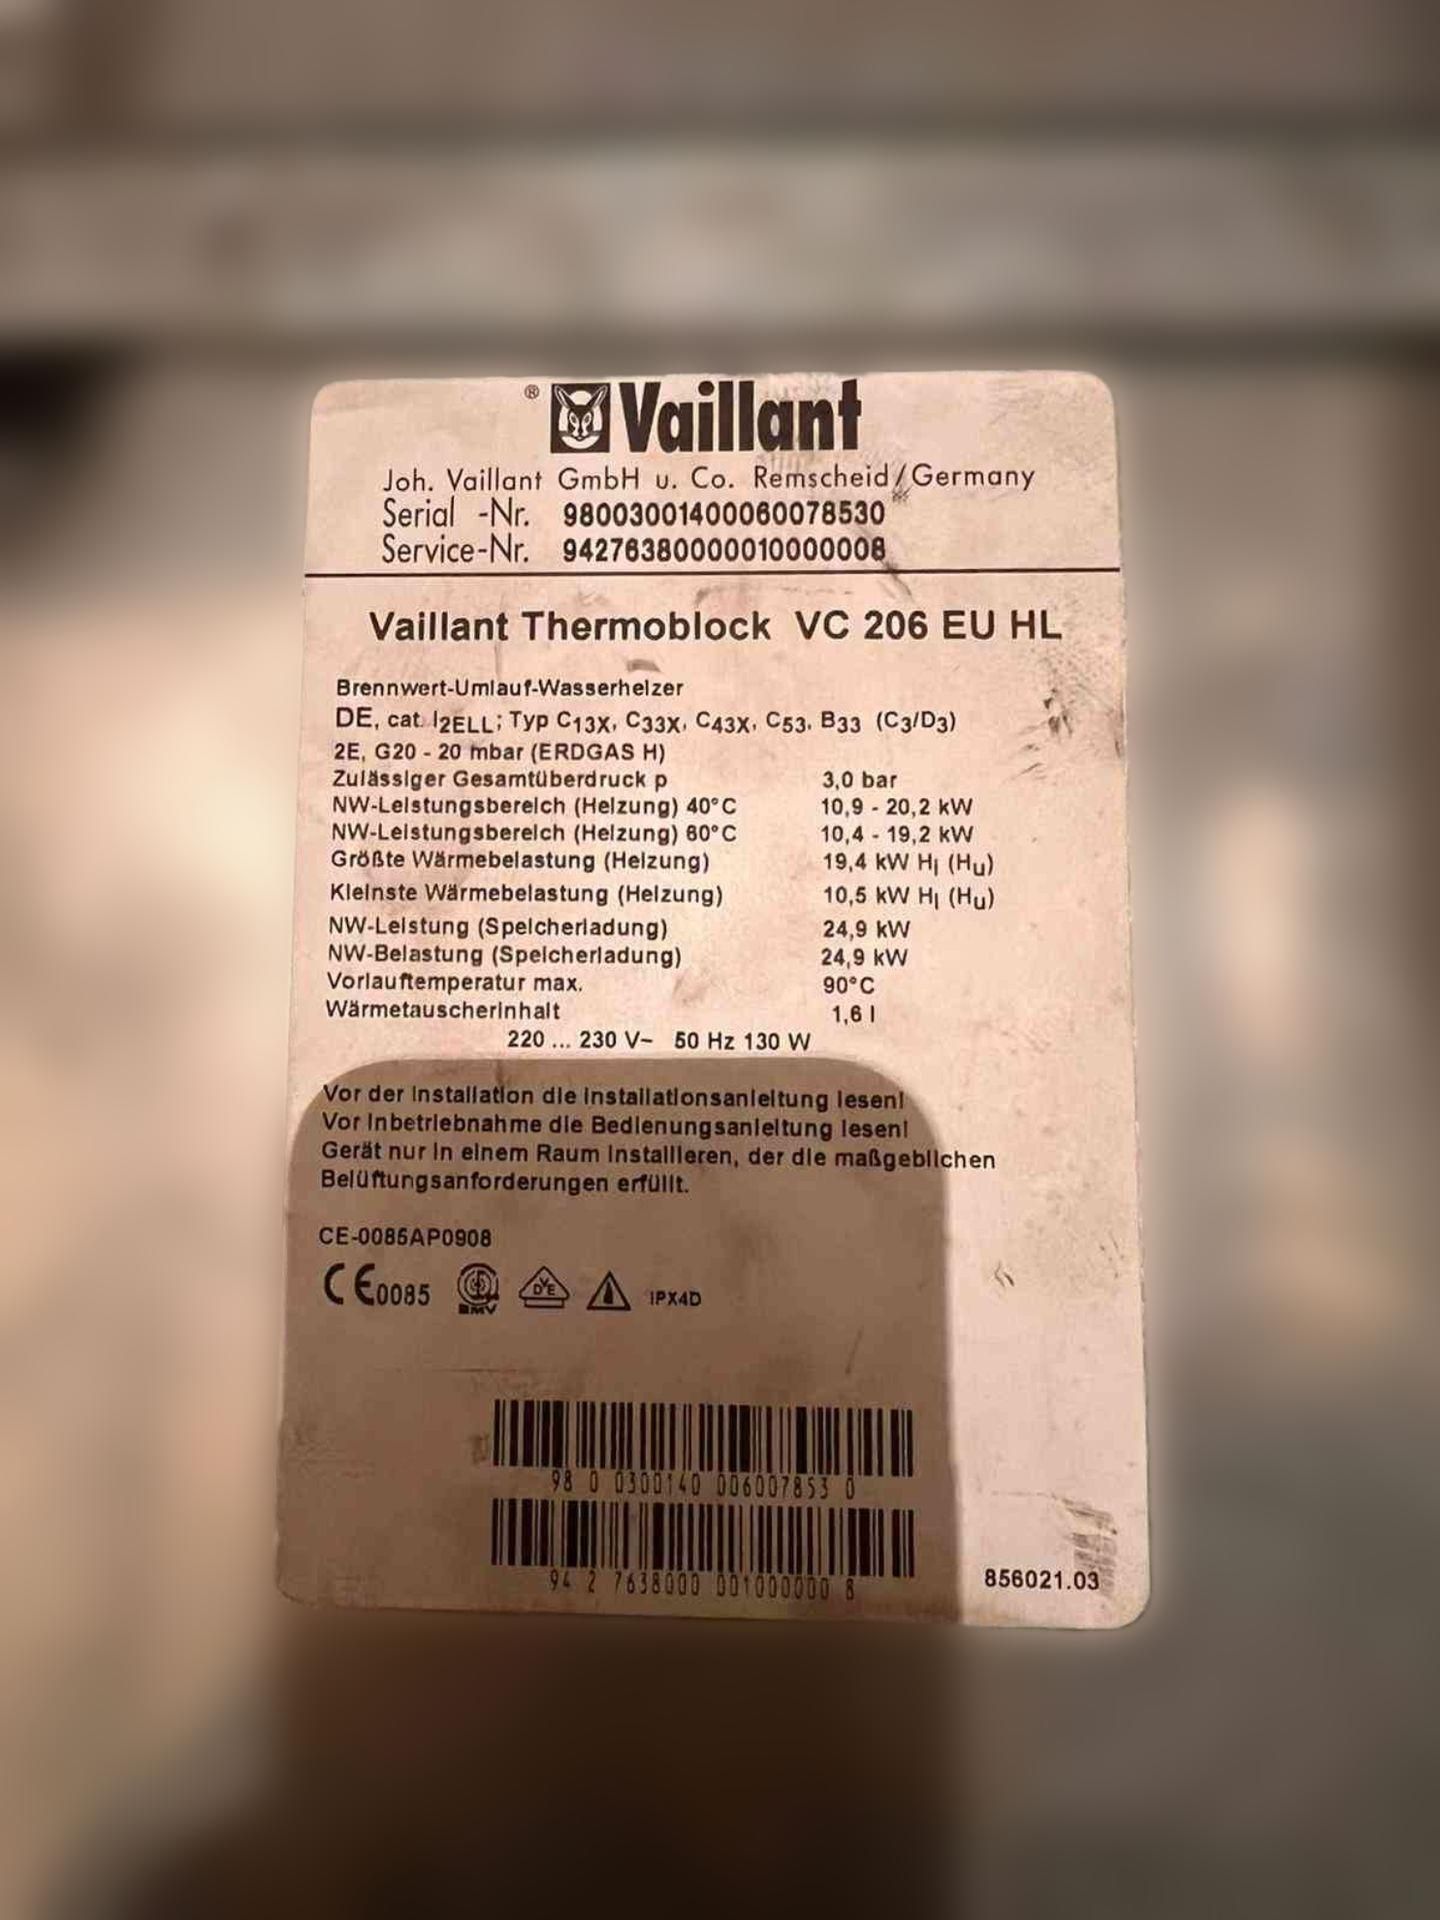 ® Vaillant
Joh. Vaillant GmbH u. Co. Remscheid/Germany
Serial -Nr. 98003001400060078530
Service-Nr. 94276380000010000008
Vaillant Thermoblock VC 206 EU HL
Brennwert-Umlauf-Wasserheizer
DE, cat. I2ELL; Typ C13X, C33X, C43X, C53, B33 (C3/D3)
2E, G20 - 20 mbar (ERDGAS H)
Zulässiger Gesamtüberdruck p 3,0 bar
NW-Leistungsbereich (Heizung) 40°C 10,9 - 20,2 kW
NW-Leistungsbereich (Heizung) 60°C 10,4 - 19,2 kW
Größte Wärmebelastung (Heizung) 19,4 kW Hi (Hu)
Kleinste Wärmebelastung (Heizung) 10,5 kW Hi (Hu)
NW-Leistung (Speicherladung) 24,9 kW
NW-Belastung (Speicherladung) 24,9 kW
Vorlauftemperatur max. 90°C
Wärmetauscherinhalt 1,6 l
220 ... 230 V~ 50 Hz 130 W
Vor der Installation die Installationsanleitung lesen!
Vor Inbetriebnahme die Bedienungsanleitung lesen!
Gerät nur in einem Raum installieren, der die maßgeblichen
Belüftungsanforderungen erfüllt.
CE-0085AP0908
CE0085 BMV DVE IPX4D
98 0 0300140 006007853 0
94 2 7638000 001000000 8
856021.03